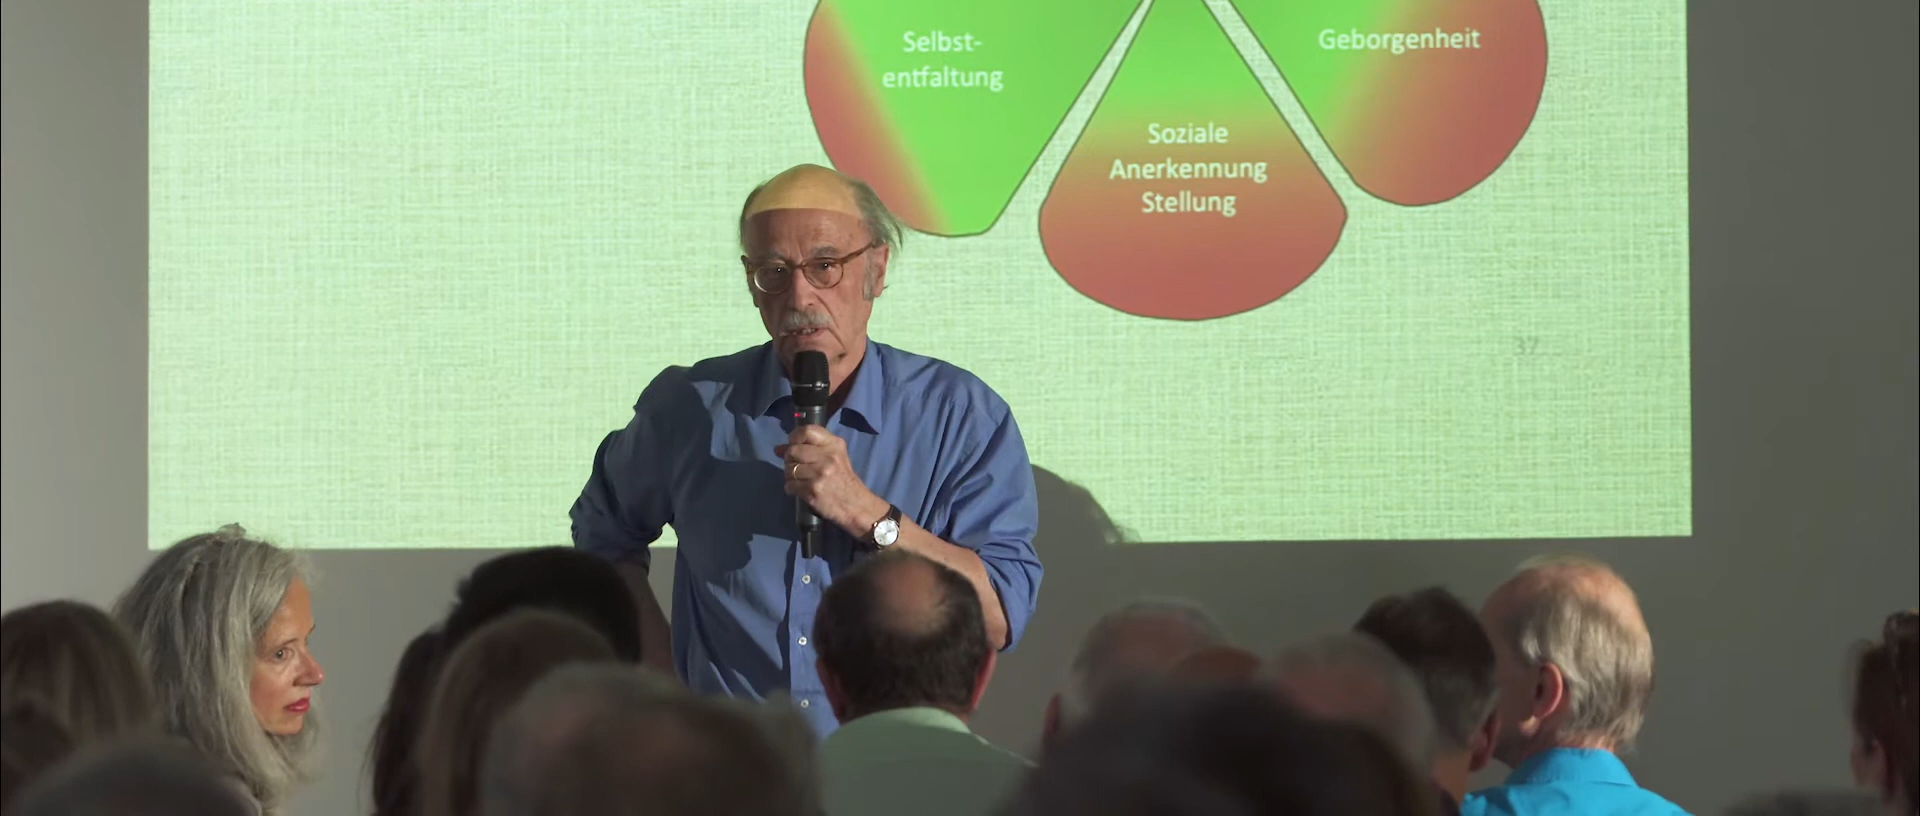 Selbst-
entfaltung
Geborgenheit
Soziale
Anerkennung
Stellung
37